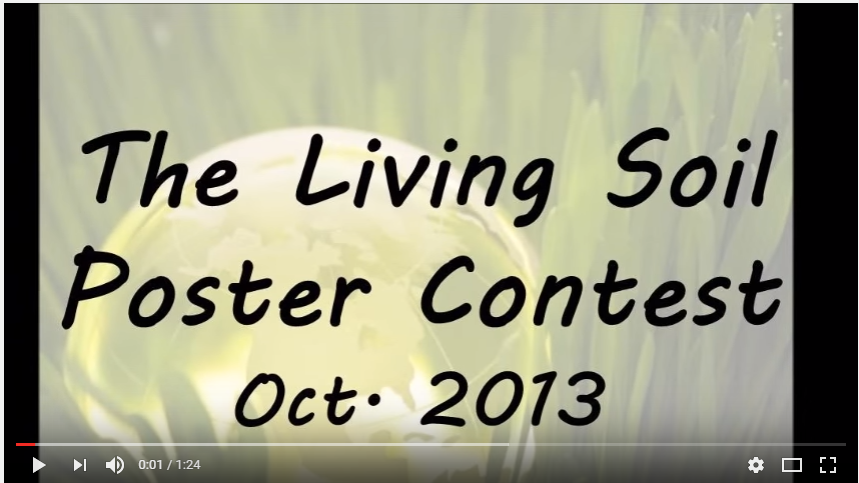 The Living Soil
Poster Contest
Oct. 2013
0:01 / 1:24